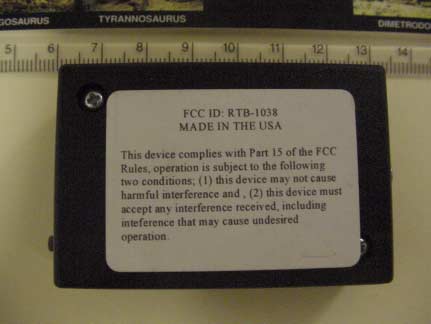 GOSAURUS TYRANNOSAURUS DIMETRODO
5 6 7 8 9 10 11 12 13 14
FCC ID: RTB-1038
MADE IN THE USA
This device complies with Part 15 of the FCC
Rules, operation is subject to the following
two conditions; (1) this device may not cause
harmful interference and , (2) this device must
accept any interference received, including
inteference that may cause undesired
operation.